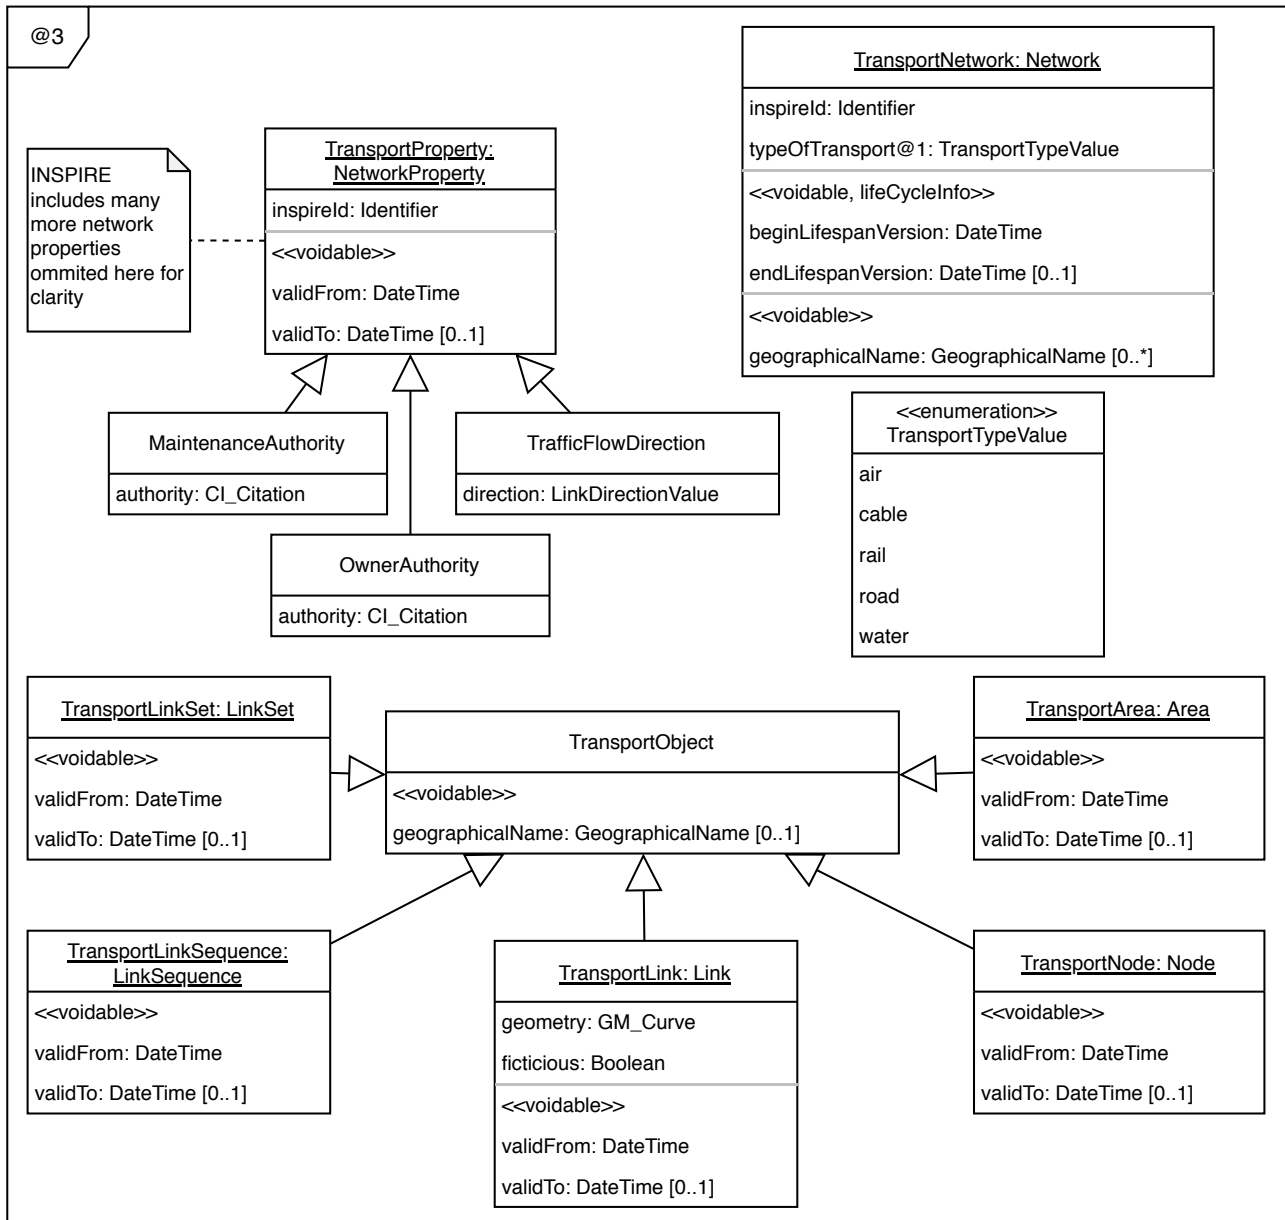 @3
TransportNetwork: Network
inspireId: Identifier
typeOfTransport@1: TransportTypeValue
<<voidable, lifeCycleInfo>>
beginLifespanVersion: DateTime
endLifespanVersion: DateTime [0..1]
<<voidable>>
geographicalName: GeographicalName [0..*]
INSPIRE
includes many
more network
properties
ommited here for
clarity
TransportProperty:
NetworkProperty
inspireId: Identifier
<<voidable>>
validFrom: DateTime
validTo: DateTime [0..1]
MaintenanceAuthority
authority: CI_Citation
TrafficFlowDirection
direction: LinkDirectionValue
OwnerAuthority
authority: CI_Citation
<<enumeration>>
TransportTypeValue
air
cable
rail
road
water
TransportLinkSet: LinkSet
<<voidable>>
validFrom: DateTime
validTo: DateTime [0..1]
TransportObject
<<voidable>>
geographicalName: GeographicalName [0..1]
TransportArea: Area
<<voidable>>
validFrom: DateTime
validTo: DateTime [0..1]
TransportLinkSequence:
LinkSequence
<<voidable>>
validFrom: DateTime
validTo: DateTime [0..1]
TransportLink: Link
geometry: GM_Curve
ficticious: Boolean
<<voidable>>
validFrom: DateTime
validTo: DateTime [0..1]
TransportNode: Node
<<voidable>>
validFrom: DateTime
validTo: DateTime [0..1]